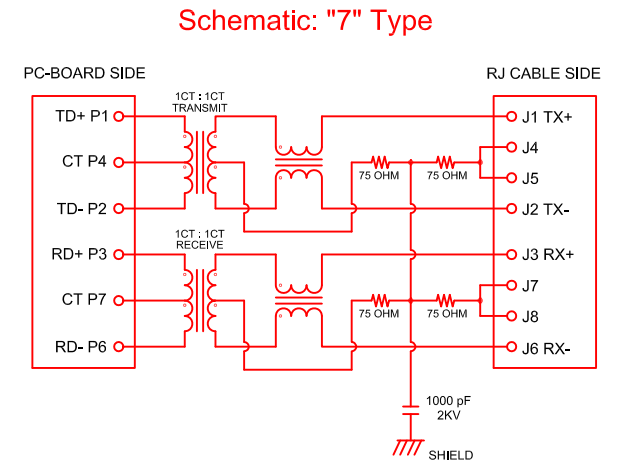 Schematic: "7" Type
PC-BOARD SIDE
RJ CABLE SIDE
1CT : 1CT
TRANSMIT
TD+ P1
J1 TX+
J4
CT P4
75 OHM
75 OHM
J5
TD- P2
J2 TX-
1CT : 1CT
RECEIVE
RD+ P3
J3 RX+
J7
CT P7
75 OHM
75 OHM
J8
RD- P6
J6 RX-
1000 pF
2KV
SHIELD